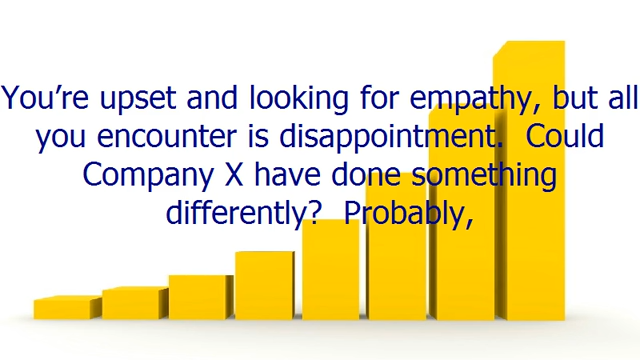 You’re upset and looking for empathy, but all
you encounter is disappointment.  Could
Company X have done something
differently?  Probably,